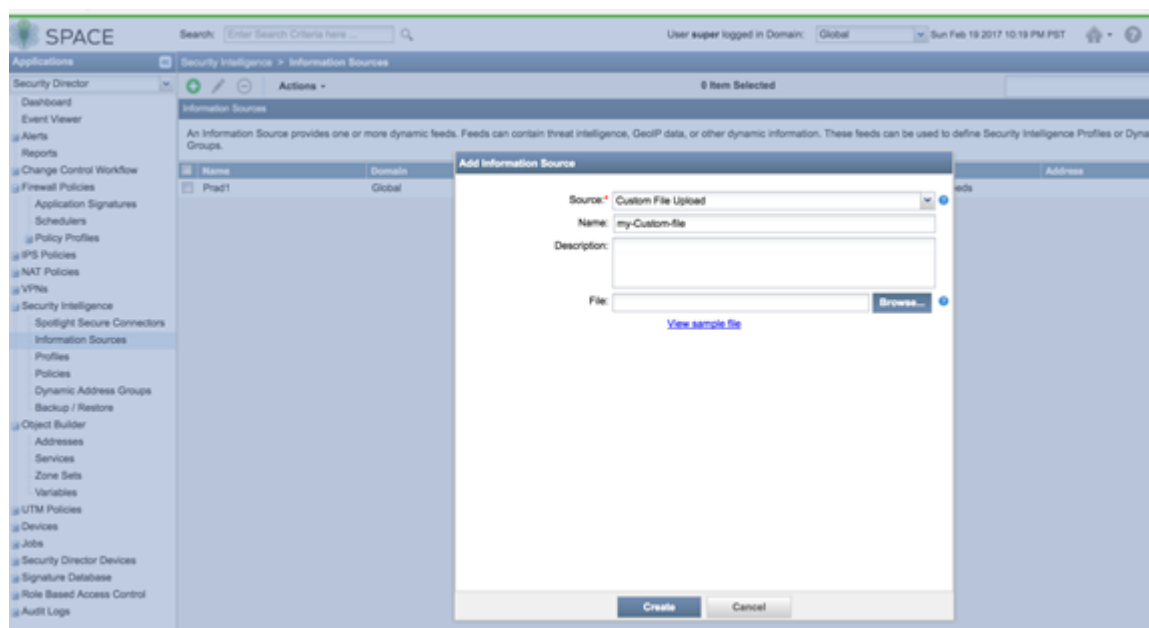 SPACE
Search: Enter Search Criteria here ...
User super logged in Domain: Global
Sun Feb 19 2017 10:19 PM PST
Applications
Security Director
Dashboard
Event Viewer
Alerts
Reports
Change Control Workflow
Firewall Policies
Application Signatures
Schedulers
Policy Profiles
IPS Policies
NAT Policies
VPNs
Security Intelligence
Spotlight Secure Connectors
Information Sources
Profiles
Policies
Dynamic Address Groups
Backup / Restore
Object Builder
Addresses
Services
Zone Sets
Variables
UTM Policies
Devices
Jobs
Security Director Devices
Signature Database
Role Based Access Control
Audit Logs
Security Intelligence > Information Sources
Actions
0 Item Selected
Information Sources
An Information Source provides one or more dynamic feeds. Feeds can contain threat intelligence, GeoIP data, or other dynamic information. These feeds can be used to define Security Intelligence Profiles or Dyna
Groups.
Name Domain Address
Prad1 Global eeds
Add Information Source
Source:* Custom File Upload
Name: my-Custom-file
Description:
File: Browse...
View sample file
Create Cancel